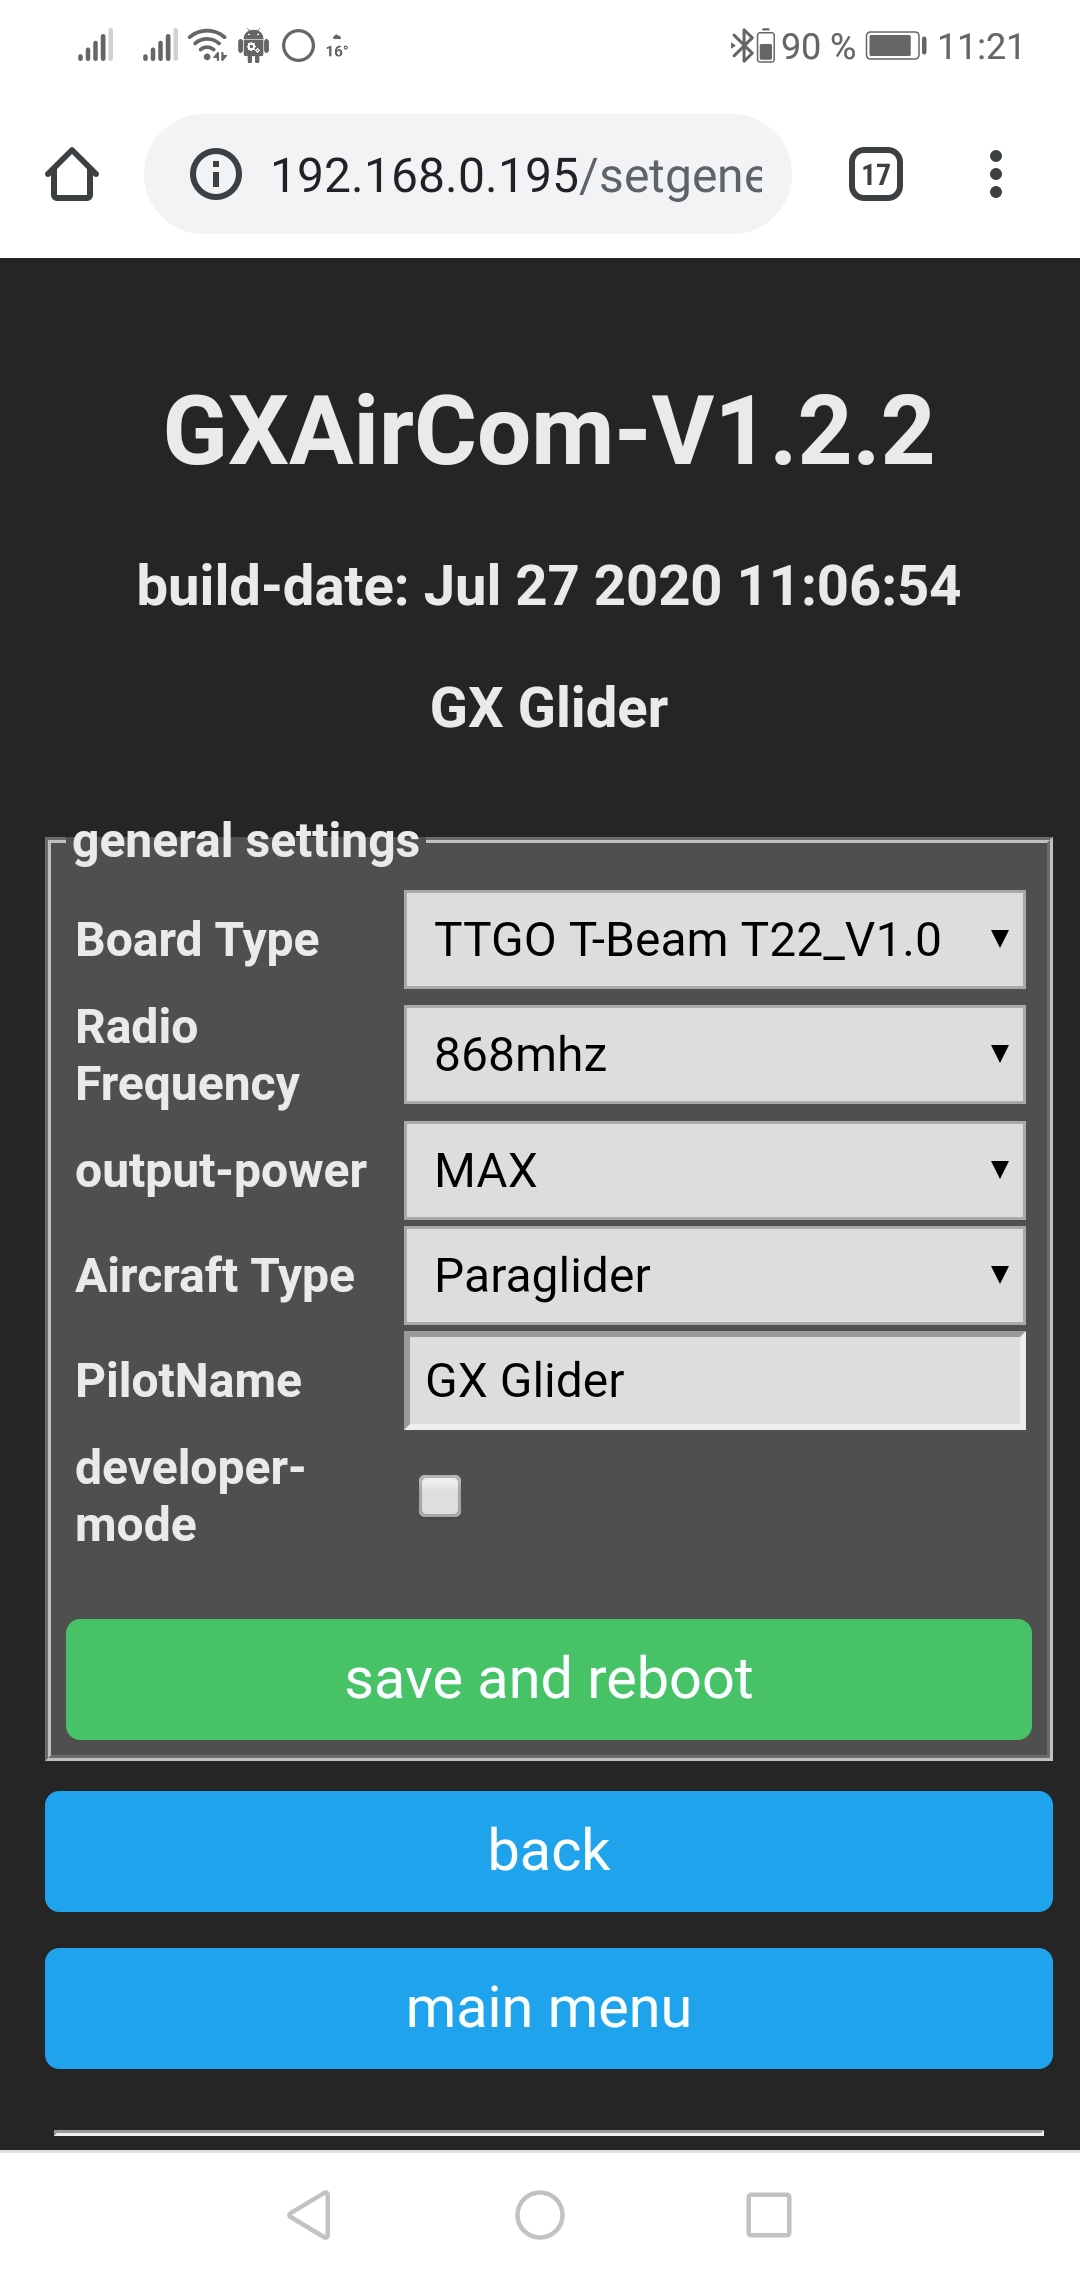 16°
90 %
11:21
192.168.0.195/setgene
17
GXAirCom-V1.2.2
build-date: Jul 27 2020 11:06:54
GX Glider
general settings
Board Type
TTGO T-Beam T22_V1.0
Radio
Frequency
868mhz
output-power
MAX
Aircraft Type
Paraglider
PilotName
GX Glider
developer-
mode
save and reboot
back
main menu